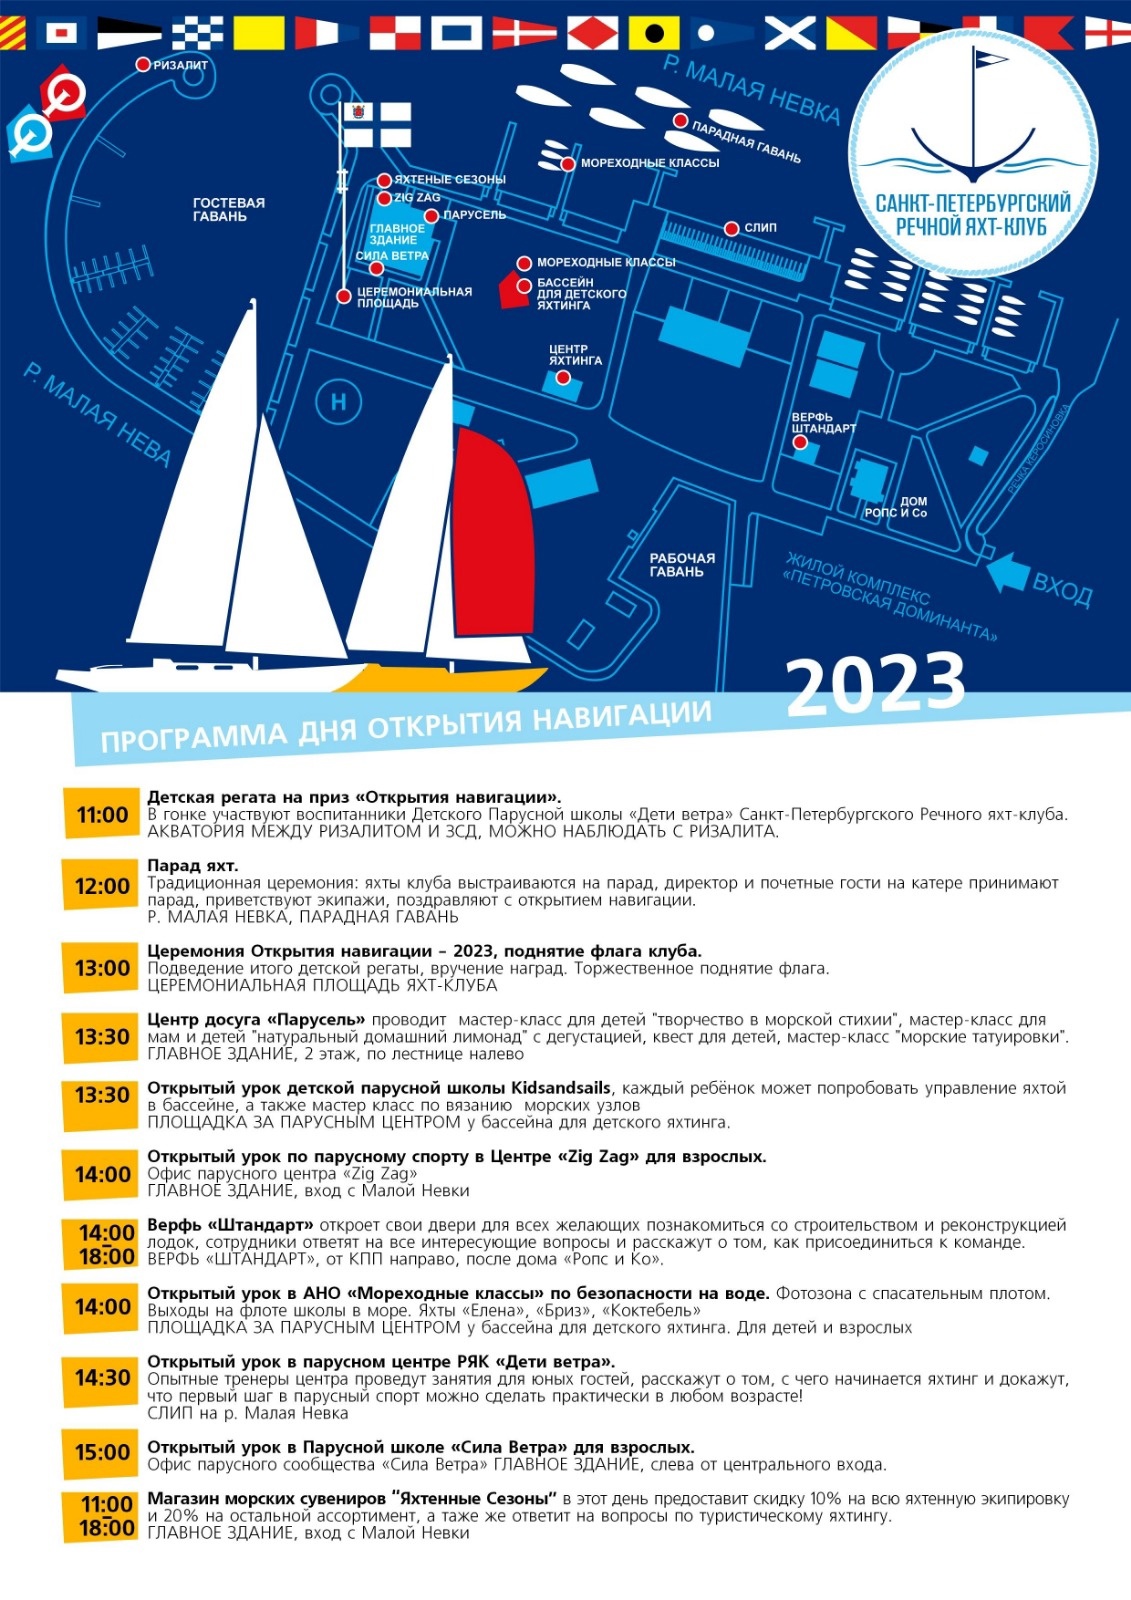 РИЗАЛИТ
Р. МАЛАЯ НЕВКА
ПАРАДНАЯ ГАВАНЬ
МОРЕХОДНЫЕ КЛАССЫ
ЯХТЕНЫЕ СЕЗОНЫ
ZIG ZAG
ПАРУСЕЛЬ
ГОСТЕВАЯ
ГАВАНЬ
ГЛАВНОЕ
ЗДАНИЕ
СИЛА ВЕТРА
СЛИП
САНКТ-ПЕТЕРБУРГСКИЙ
РЕЧНОЙ ЯХТ-КЛУБ
МОРЕХОДНЫЕ КЛАССЫ
БАССЕЙН
ДЛЯ ДЕТСКОГО
ЯХТИНГА
ЦЕРЕМОНИАЛЬНАЯ
ПЛОЩАДЬ
ЦЕНТР
ЯХТИНГА
Р. МАЛАЯ НЕВА
H
ВЕРФЬ
ШТАНДАРТ
РЕЧКА КЕРОСИНОВКА
ДОМ
РОПС И Со
РАБОЧАЯ
ГАВАНЬ
ЖИЛОЙ КОМПЛЕКС
«ПЕТРОВСКАЯ ДОМИНАНТА»
ВХОД
2023
ПРОГРАММА ДНЯ ОТКРЫТИЯ НАВИГАЦИИ
11:00
Детская регата на приз «Открытия навигации».
В гонке участвуют воспитанники Детского Парусной школы «Дети ветра» Санкт-Петербургского Речного яхт-клуба.
АКВАТОРИЯ МЕЖДУ РИЗАЛИТОМ И ЗСД, МОЖНО НАБЛЮДАТЬ С РИЗАЛИТА.
12:00
Парад яхт.
Традиционная церемония: яхты клуба выстраиваются на парад, директор и почетные гости на катере принимают
парад, приветствуют экипажи, поздравляют с открытием навигации.
Р. МАЛАЯ НЕВКА, ПАРАДНАЯ ГАВАНЬ
13:00
Церемония Открытия навигации – 2023, поднятие флага клуба.
Подведение итого детской регаты, вручение наград. Торжественное поднятие флага.
ЦЕРЕМОНИАЛЬНАЯ ПЛОЩАДЬ ЯХТ-КЛУБА
13:30
Центр досуга «Парусель» проводит мастер-класс для детей "творчество в морской стихии", мастер-класс для
мам и детей "натуральный домашний лимонад" с дегустацией, квест для детей, мастер-класс "морские татуировки".
ГЛАВНОЕ ЗДАНИЕ, 2 этаж, по лестнице налево
13:30
Открытый урок детской парусной школы Kidsandsails, каждый ребёнок может попробовать управление яхтой
в бассейне, а также мастер класс по вязанию морских узлов
ПЛОЩАДКА ЗА ПАРУСНЫМ ЦЕНТРОМ у бассейна для детского яхтинга.
14:00
Открытый урок по парусному спорту в Центре «Zig Zag» для взрослых.
Офис парусного центра «Zig Zag»
ГЛАВНОЕ ЗДАНИЕ, вход с Малой Невки
14:00
–
18:00
Верфь «Штандарт» откроет свои двери для всех желающих познакомиться со строительством и реконструкцией
лодок, сотрудники ответят на все интересующие вопросы и расскажут о том, как присоединиться к команде.
ВЕРФЬ «ШТАНДАРТ», от КПП направо, после дома «Ропс и Ко».
14:00
Открытый урок в АНО «Мореходные классы» по безопасности на воде. Фотозона с спасательным плотом.
Выходы на флоте школы в море. Яхты «Елена», «Бриз», «Коктебель»
ПЛОЩАДКА ЗА ПАРУСНЫМ ЦЕНТРОМ у бассейна для детского яхтинга. Для детей и взрослых
14:30
Открытый урок в парусном центре РЯК «Дети ветра».
Опытные тренеры центра проведут занятия для юных гостей, расскажут о том, с чего начинается яхтинг и докажут,
что первый шаг в парусный спорт можно сделать практически в любом возрасте!
СЛИП на р. Малая Невка
15:00
Открытый урок в Парусной школе «Сила Ветра» для взрослых.
Офис парусного сообщества «Сила Ветра» ГЛАВНОЕ ЗДАНИЕ, слева от центрального входа.
11:00
–
18:00
Магазин морских сувениров "Яхтенные Сезоны" в этот день предоставит скидку 10% на всю яхтенную экипировку
и 20% на остальной ассортимент, а таже же ответит на вопросы по туристическому яхтингу.
ГЛАВНОЕ ЗДАНИЕ, вход с Малой Невки